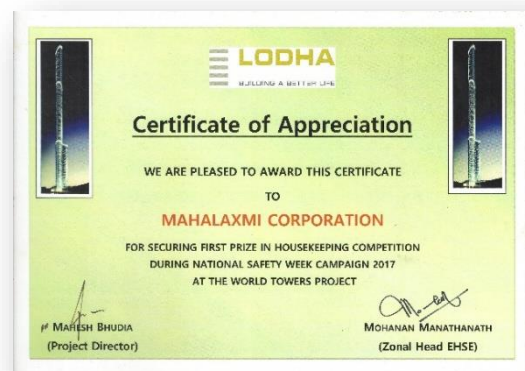 LODHA
BUILDING A BETTER LIFE
Certificate of Appreciation
WE ARE PLEASED TO AWARD THIS CERTIFICATE
TO
MAHALAXMI CORPORATION
FOR SECURING FIRST PRIZE IN HOUSEKEEPING COMPETITION
DURING NATIONAL SAFETY WEEK CAMPAIGN 2017
AT THE WORLD TOWERS PROJECT
MAHESH BHUDIA
(Project Director)
MOHANAN MANATHANATH
(Zonal Head EHSE)